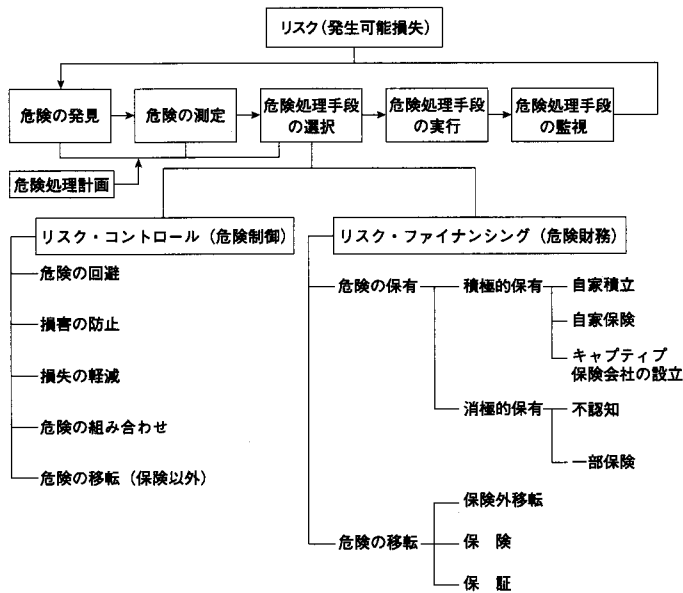 リスク（発生可能損失）
危険の発見
危険の測定
危険処理手段
の選択
危険処理手段
の実行
危険処理手段
の監視
危険処理計画
リスク・コントロール（危険制御）
危険の回避
損害の防止
損失の軽減
危険の組み合わせ
危険の移転（保険以外）
リスク・ファイナンシング（危険財務）
危険の保有
積極的保有
自家積立
自家保険
キャプティブ
保険会社の設立
消極的保有
不認知
一部保険
危険の移転
保険外移転
保　険
保　証